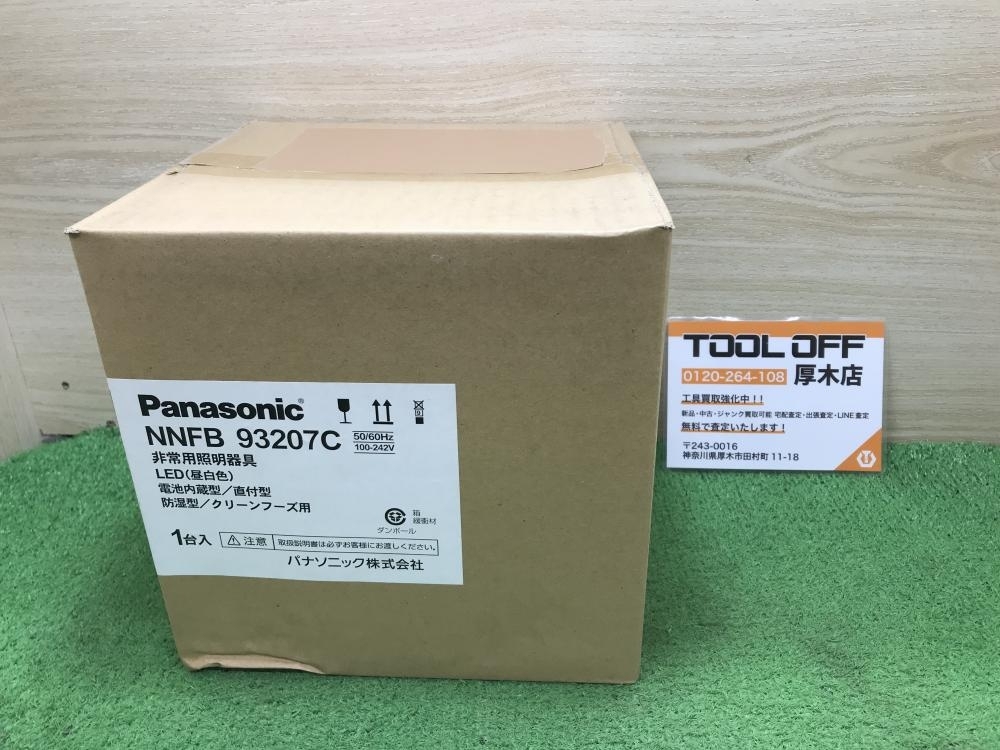 Panasonic®
NNFB 93207C
50/60Hz
100-242V
非常用照明器具
LED(昼白色)
電池内蔵型/直付型
防湿型/クリーンフーズ用
箱
緩衝材
ダンボール
1台入
注意
取扱説明書は必ずお客様にお渡しください。
パナソニック株式会社
TOOL OFF
0120-264-108 厚木店
工具買取強化中!!
新品・中古・ジャンク買取可能 宅配査定・出張査定・LINE査定
無料で査定いたします!
〒243-0016
神奈川県厚木市田村町 11-18